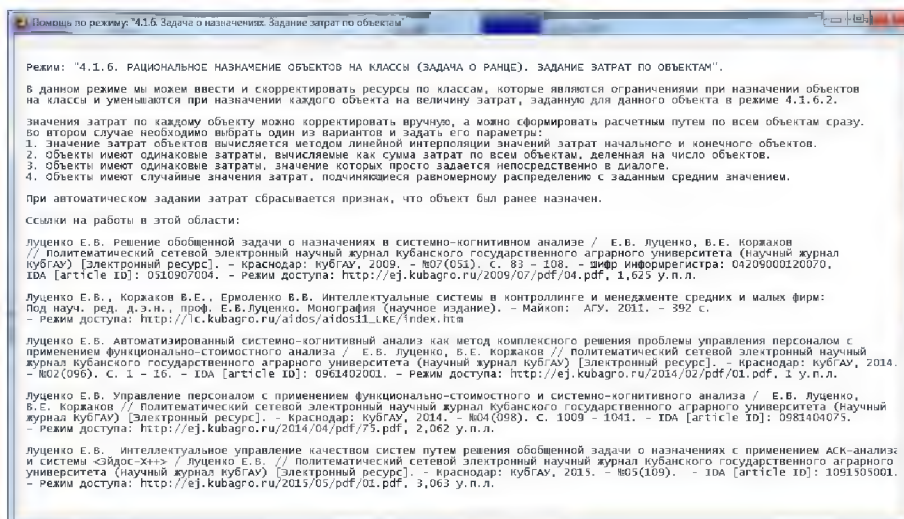 Помощь по режиму: "4.1.6. Задача о назначениях. Задание затрат по объектам"
Режим: "4.1.6. РАЦИОНАЛЬНОЕ НАЗНАЧЕНИЕ ОБЪЕКТОВ НА КЛАССЫ (ЗАДАЧА О РАНЦЕ). ЗАДАНИЕ ЗАТРАТ ПО ОБЪЕКТАМ".
В данном режиме мы можем ввести и скорректировать ресурсы по классам, которые являются ограничениями при назначении объектов
на классы и уменьшаются при назначении каждого объекта на величину затрат, заданную для данного объекта в режиме 4.1.6.2.
Значения затрат по каждому объекту можно корректировать вручную, а можно сформировать расчетным путем по всем объектам сразу.
Во втором случае необходимо выбрать один из вариантов и задать его параметры:
1. Значение затрат объектов вычисляется методом линейной интерполяции значений затрат начального и конечного объектов.
2. Объекты имеют одинаковые затраты, вычисляемые как сумма затрат по всем объектам, деленная на число объектов.
3. Объекты имеют одинаковые затраты, значение которых просто задается непосредственно в диалоге.
4. Объекты имеют случайные значения затрат, подчиняющиеся равномерному распределению с заданным средним значением.
При автоматическом задании затрат сбрасывается признак, что объект был ранее назначен.
Ссылки на работы в этой области:
Луценко Е.В. Решение обобщенной задачи о назначениях в системно-когнитивном анализе / Е.В. Луценко, В.Е. Коржаков
// Политематический сетевой электронный научный журнал Кубанского государственного аграрного университета (научный журнал
КубГАУ) [Электронный ресурс]. - Краснодар: КубГАУ, 2009. - №07(051). С. 83 - 108. - Шифр Информрегистра: 04209000120070,
IDA [article ID]: 0510907004. - Режим доступа: http://ej.kubagro.ru/2009/07/pdf/04.pdf, 1,625 у.п.л.
Луценко Е.В., Коржаков В.Е., Ермоленко В.В. Интеллектуальные системы в контроллинге и менеджменте средних и малых фирм:
Под науч. ред. д.э.н., проф. Е.В.Луценко. Монография (научное издание). - Майкоп: АГУ. 2011. - 392 с.
- Режим доступа: http://lc.kubagro.ru/aidos/aidos11_LKE/index.htm
Луценко Е.В. Автоматизированный системно-когнитивный анализ как метод комплексного решения проблемы управления персоналом с
применением функционально-стоимостного анализа / Е.В. Луценко, В.Е. Коржаков // Политематический сетевой электронный научный
журнал Кубанского государственного аграрного университета (Научный журнал КубГАУ) [Электронный ресурс]. - Краснодар: КубГАУ, 2014.
- №02(096). С. 1 - 16. - IDA [article ID]: 0961402001. - Режим доступа: http://ej.kubagro.ru/2014/02/pdf/01.pdf, 1 у.п.л.
Луценко Е.В. Управление персоналом с применением функционально-стоимостного и системно-когнитивного анализа / Е.В. Луценко,
В.Е. Коржаков // Политематический сетевой электронный научный журнал Кубанского государственного аграрного университета (Научный
журнал КубГАУ) [Электронный ресурс]. - Краснодар: КубГАУ, 2014. - №04(098). С. 1009 - 1041. - IDA [article ID]: 0981404075.
- Режим доступа: http://ej.kubagro.ru/2014/04/pdf/75.pdf, 2,062 у.п.л.
Луценко Е.В. Интеллектуальное управление качеством систем путем решения обобщенной задачи о назначениях с применением АСК-анализа
и системы <Эйдос-Х++> / Луценко Е.В. // Политематический сетевой электронный научный журнал Кубанского государственного аграрного
университета (Научный журнал КубГАУ) [Электронный ресурс]. - Краснодар: КубГАУ, 2015. - №05(109). - IDA [article ID]: 1091505001.
- Режим доступа: http://ej.kubagro.ru/2015/05/pdf/01.pdf, 3,063 у.п.л.